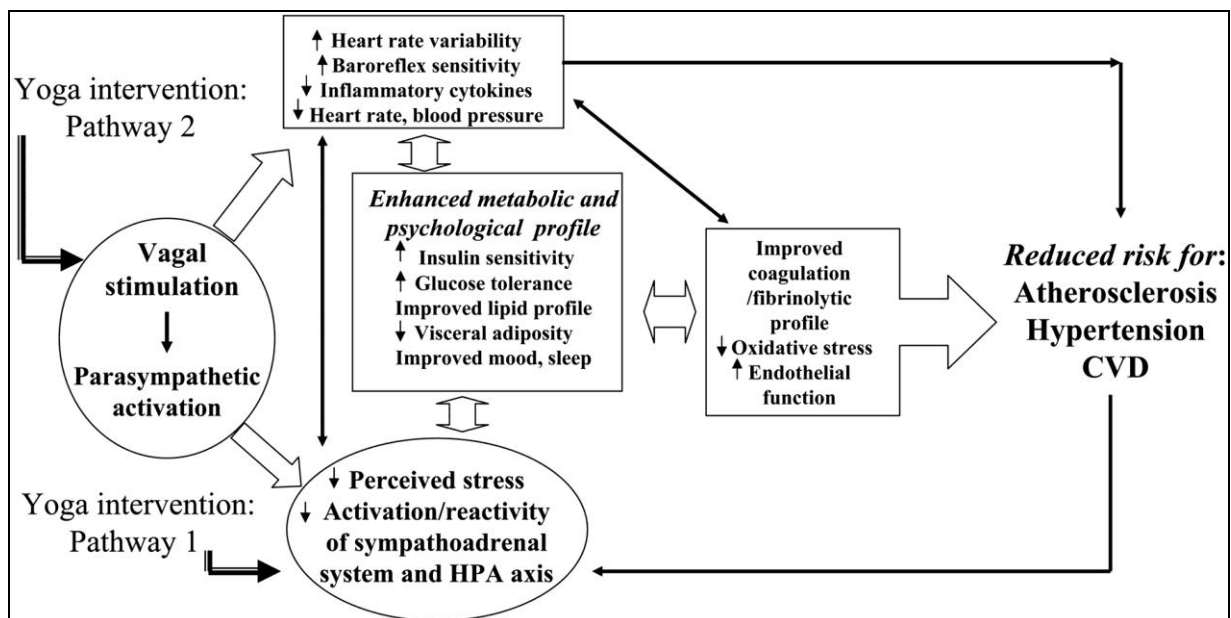 ↑ Heart rate variability
↑ Baroreflex sensitivity
↓ Inflammatory cytokines
↓ Heart rate, blood pressure
Yoga intervention:
Pathway 2
Vagal
stimulation
↓
Parasympathetic
activation
Enhanced metabolic and
psychological profile
↑ Insulin sensitivity
↑ Glucose tolerance
Improved lipid profile
↓ Visceral adiposity
Improved mood, sleep
Improved
coagulation
/fibrinolytic
profile
↓ Oxidative stress
↑ Endothelial
function
Reduced risk for:
Atherosclerosis
Hypertension
CVD
Yoga intervention:
Pathway 1
↓ Perceived stress
↓ Activation/reactivity
of sympathoadrenal
system and HPA axis